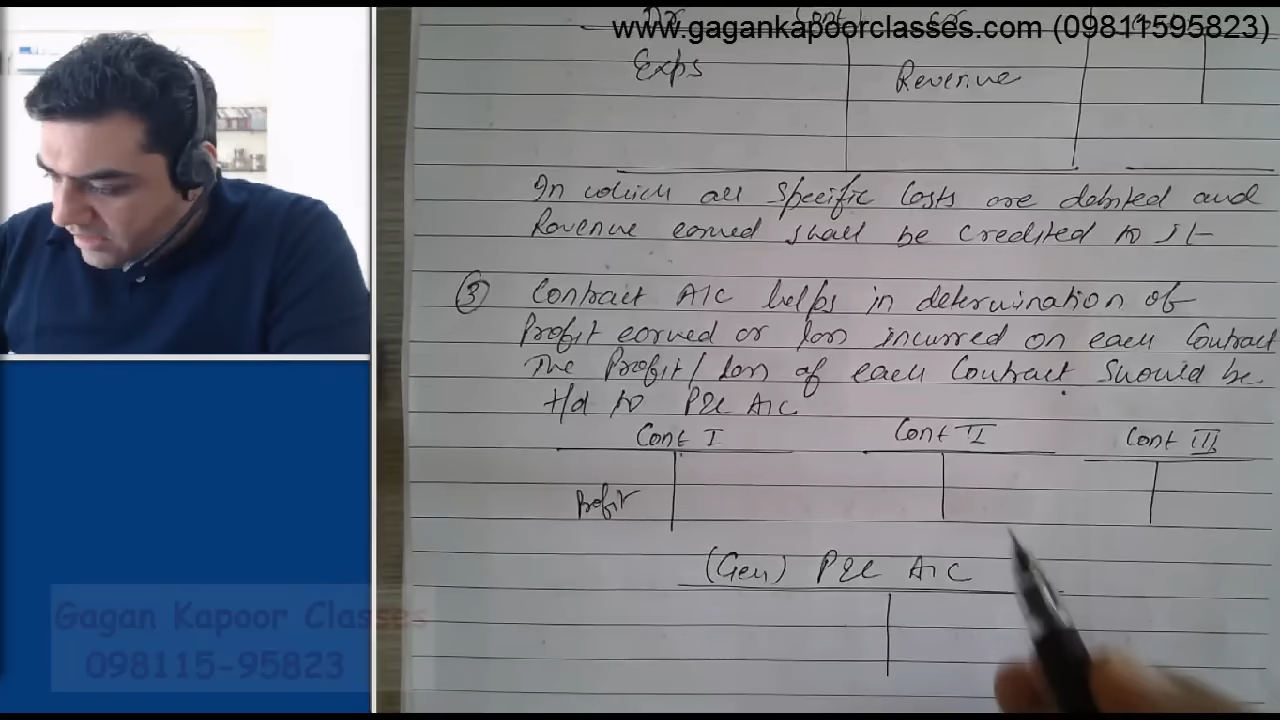 www.gagankapoorclasses.com (09811595823)
Exps
Revenue
In which all Specific Costs are debited and
Revenue earned shall be credited to It
③ Contract A/C helps in determination of
Profit earned or loss incurred on each Contract
The Profit/loss of each Contract Should be
t/d to P&L A/C
Cont I Cont II Cont III
Profit
(Gen) P&L A/C
Gagan Kapoor Classes
098115-95823